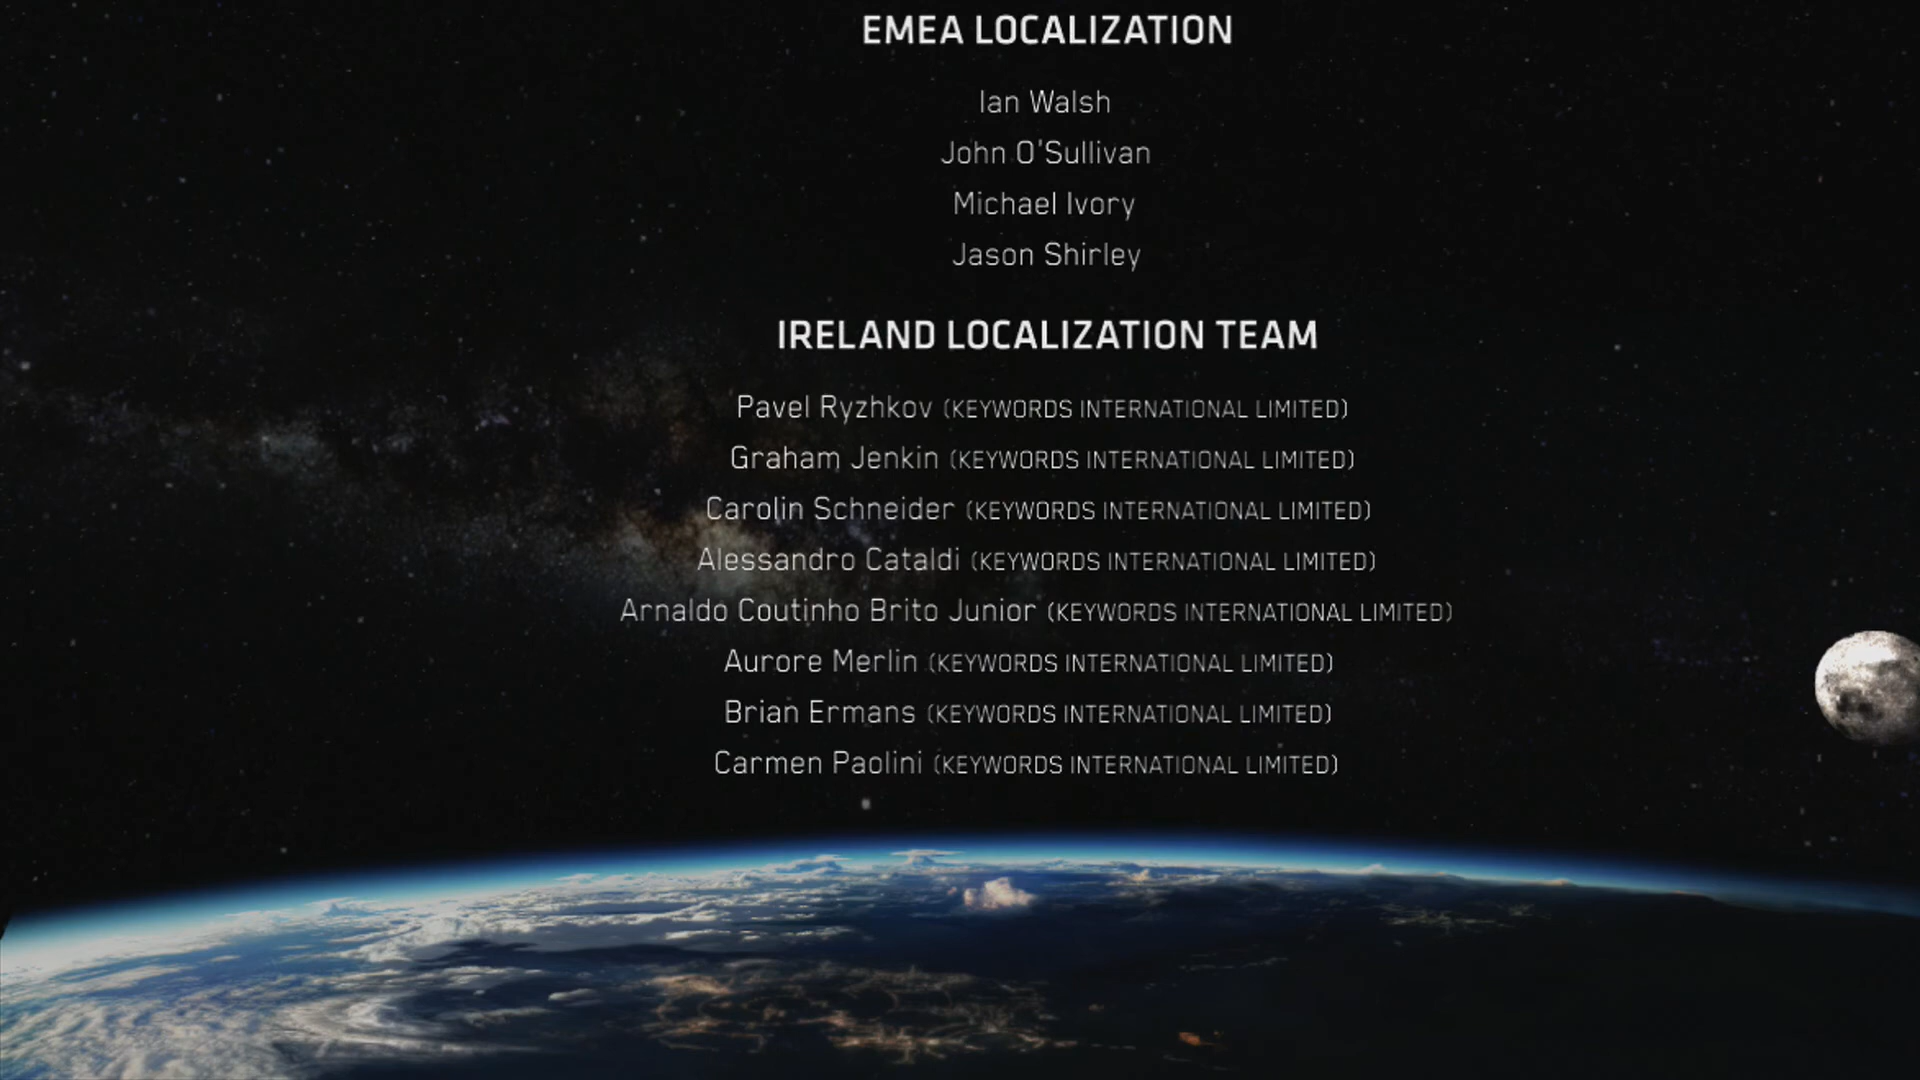 EMEA LOCALIZATION
Ian Walsh
John O'Sullivan
Michael Ivory
Jason Shirley
IRELAND LOCALIZATION TEAM
Pavel Ryzhkov (KEYWORDS INTERNATIONAL LIMITED)
Graham Jenkin (KEYWORDS INTERNATIONAL LIMITED)
Carolin Schneider (KEYWORDS INTERNATIONAL LIMITED)
Alessandro Cataldi (KEYWORDS INTERNATIONAL LIMITED)
Arnaldo Coutinho Brito Junior (KEYWORDS INTERNATIONAL LIMITED)
Aurore Merlin (KEYWORDS INTERNATIONAL LIMITED)
Brian Ermans (KEYWORDS INTERNATIONAL LIMITED)
Carmen Paolini (KEYWORDS INTERNATIONAL LIMITED)